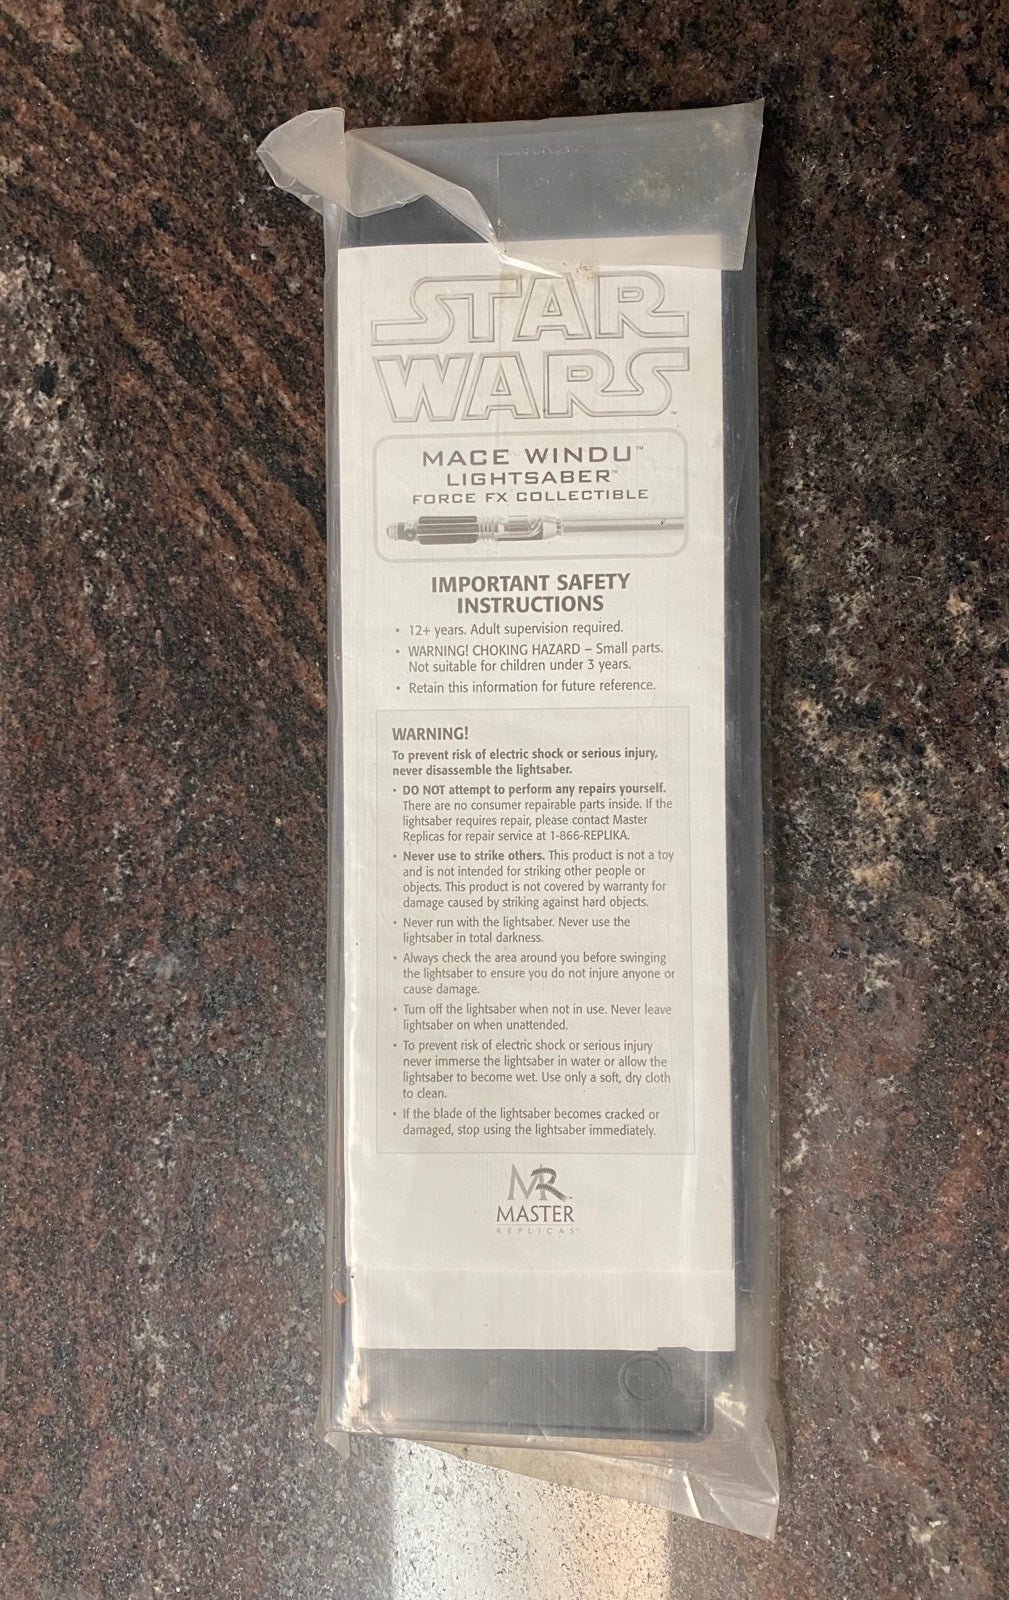 STAR
WARS™
MACE WINDU™
LIGHTSABER™
FORCE FX COLLECTIBLE
IMPORTANT SAFETY
INSTRUCTIONS
• 12+ years. Adult supervision required.
• WARNING! CHOKING HAZARD – Small parts.
Not suitable for children under 3 years.
• Retain this information for future reference.
WARNING!
To prevent risk of electric shock or serious injury,
never disassemble the lightsaber.
• DO NOT attempt to perform any repairs yourself.
There are no consumer repairable parts inside. If the
lightsaber requires repair, please contact Master
Replicas for repair service at 1-866-REPLIKA.
• Never use to strike others. This product is not a toy
and is not intended for striking other people or
objects. This product is not covered by warranty for
damage caused by striking against hard objects.
• Never run with the lightsaber. Never use the
lightsaber in total darkness.
• Always check the area around you before swinging
the lightsaber to ensure you do not injure anyone or
cause damage.
• Turn off the lightsaber when not in use. Never leave
lightsaber on when unattended.
• To prevent risk of electric shock or serious injury
never immerse the lightsaber in water or allow the
lightsaber to become wet. Use only a soft, dry cloth
to clean.
• If the blade of the lightsaber becomes cracked or
damaged, stop using the lightsaber immediately.
MR™
MASTER
REPLICAS™